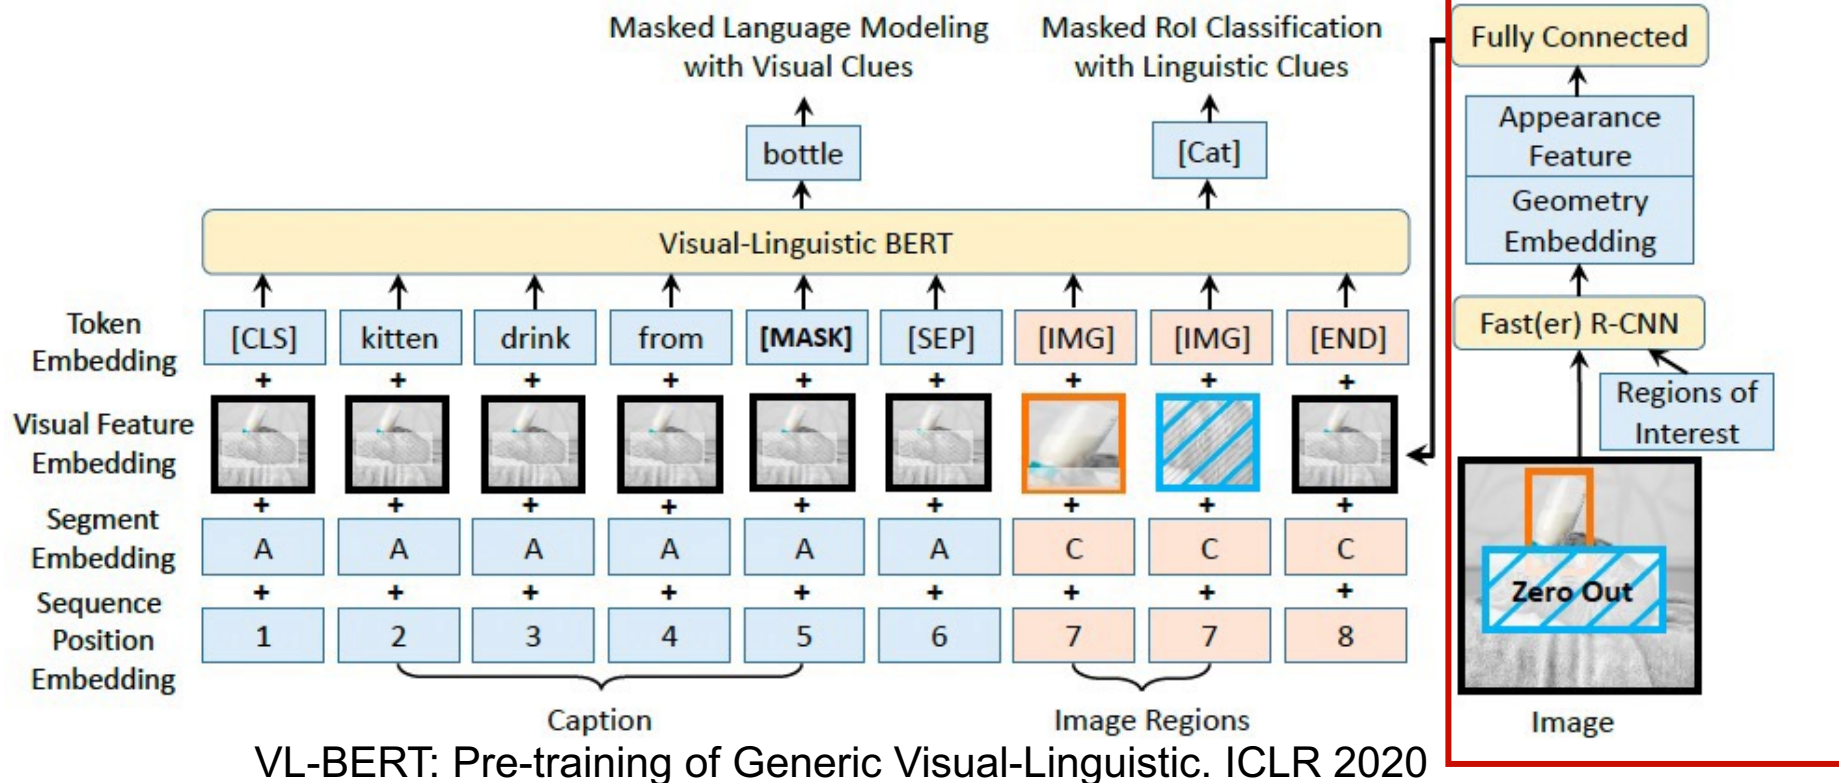 Masked Language Modeling
with Visual Clues
Masked RoI Classification
with Linguistic Clues
bottle
[Cat]
Visual-Linguistic BERT
Token
Embedding
[CLS] kitten drink from [MASK] [SEP] [IMG] [IMG] [END]
+ + + + + + + + +
Visual Feature
Embedding
+ + + + + + + + +
Segment
Embedding
A A A A A A C C C
+ + + + + + + + +
Sequence
Position
Embedding
1 2 3 4 5 6 7 7 8
Caption
Image Regions
Fully Connected
Appearance
Feature
Geometry
Embedding
Fast(er) R-CNN
Regions of
Interest
Zero Out
Image
VL-BERT: Pre-training of Generic Visual-Linguistic. ICLR 2020